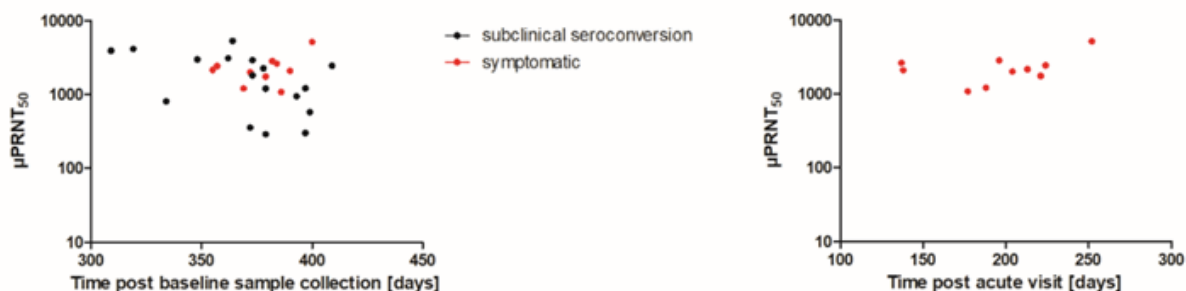 10000
1000
100
10
µPRNT50
300 350 400 450
Time post baseline sample collection [days]
subclinical seroconversion
symptomatic
10000
1000
100
10
µPRNT50
100 150 200 250 300
Time post acute visit [days]